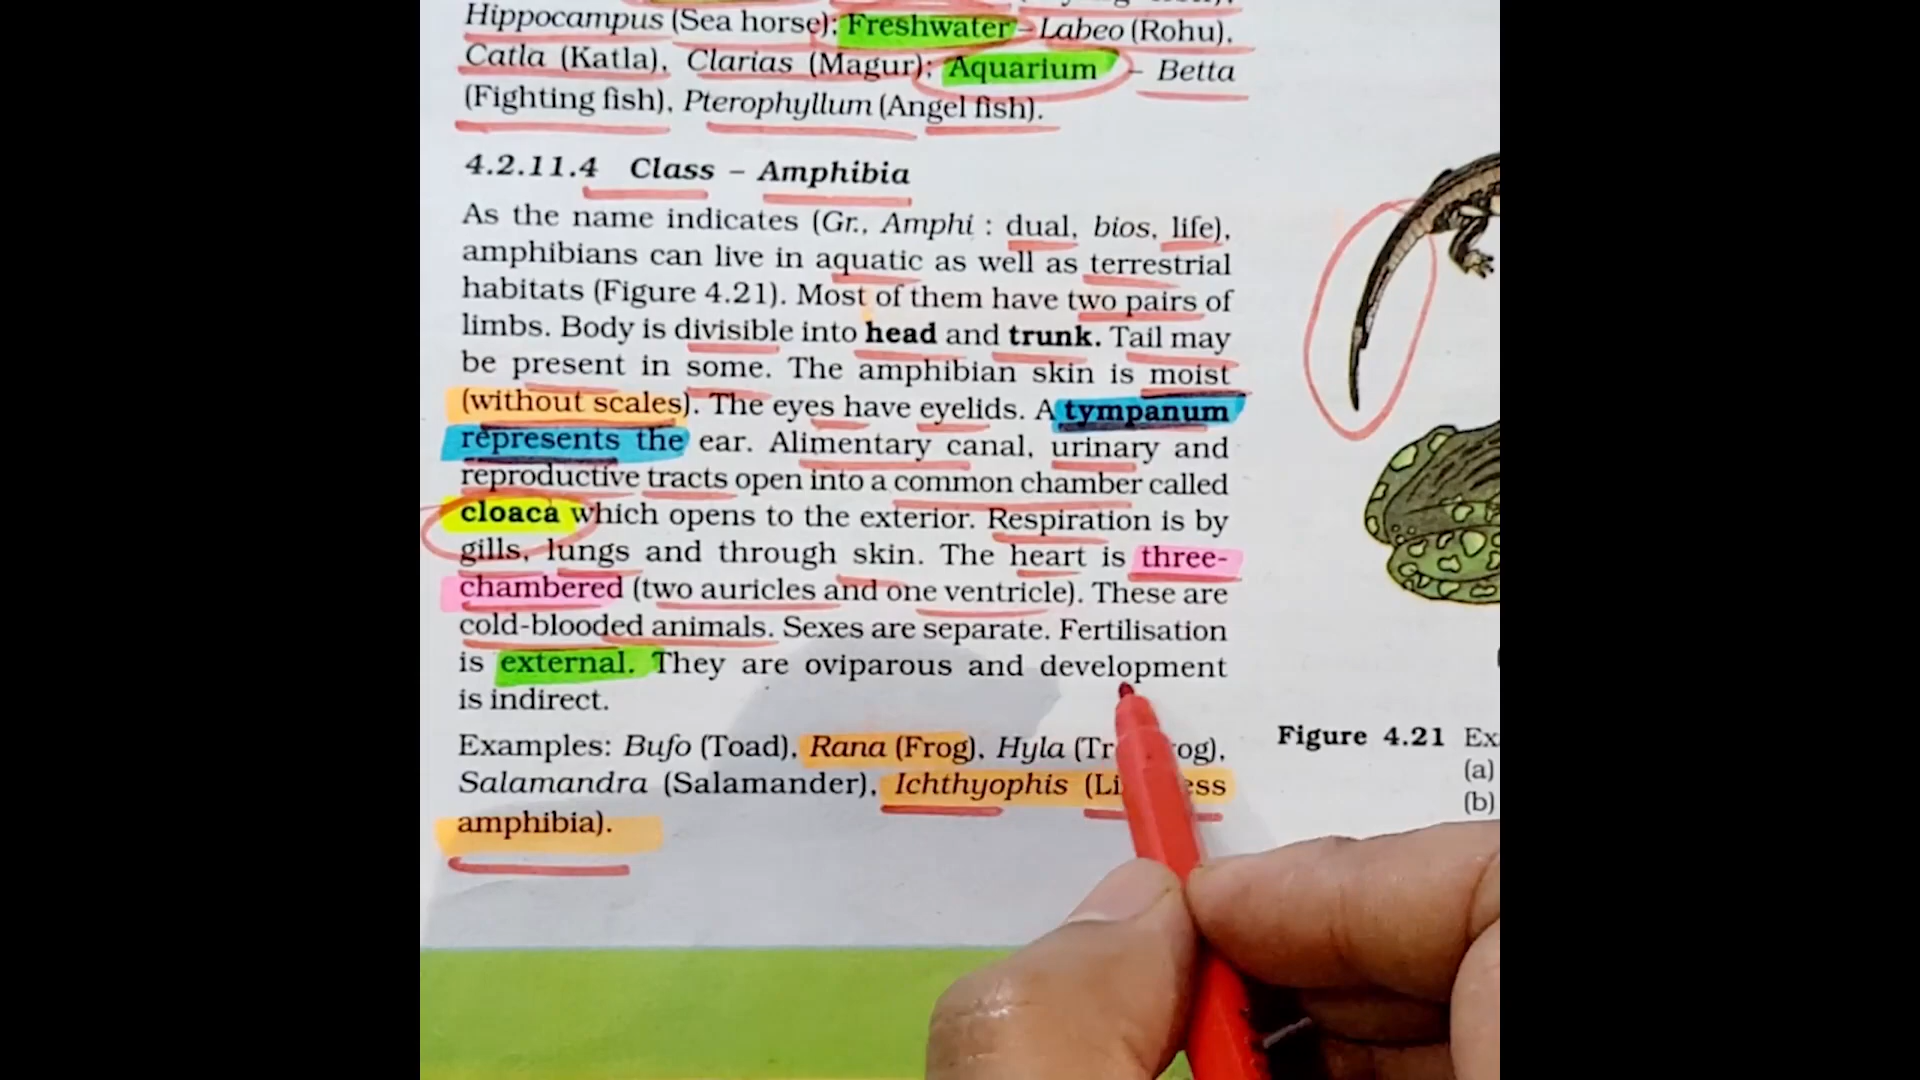 Hippocampus (Sea horse); Freshwater – Labeo (Rohu),
Catla (Katla), Clarias (Magur); Aquarium – Betta
(Fighting fish), Pterophyllum (Angel fish).
4.2.11.4 Class – Amphibia
As the name indicates (Gr., Amphi : dual, bios, life),
amphibians can live in aquatic as well as terrestrial
habitats (Figure 4.21). Most of them have two pairs of
limbs. Body is divisible into head and trunk. Tail may
be present in some. The amphibian skin is moist
(without scales). The eyes have eyelids. A tympanum
represents the ear. Alimentary canal, urinary and
reproductive tracts open into a common chamber called
cloaca which opens to the exterior. Respiration is by
gills, lungs and through skin. The heart is three-
chambered (two auricles and one ventricle). These are
cold-blooded animals. Sexes are separate. Fertilisation
is external. They are oviparous and development
is indirect.
Examples: Bufo (Toad), Rana (Frog), Hyla
Salamandra (Salamander), Ichthyophis
amphibia).
Figure 4.21 Ex
(a)
(b)